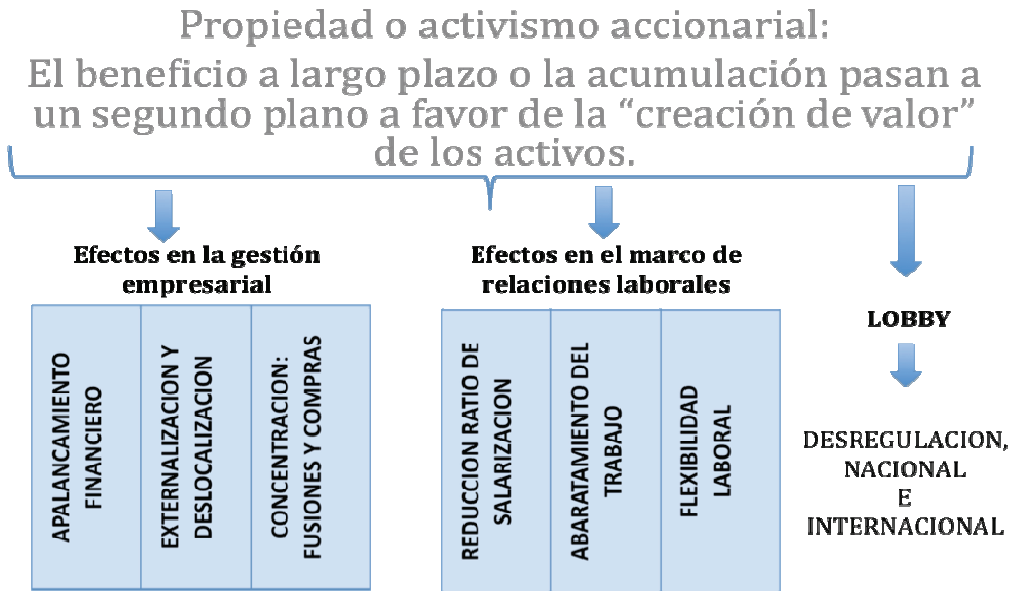 Propiedad o activismo accionarial:
El beneficio a largo plazo o la acumulación pasan a
un segundo plano a favor de la “creación de valor”
de los activos.
Efectos en la gestión
empresarial
APALANCAMIENTO
FINANCIERO
EXTERNALIZACION Y
DESLOCALIZACION
CONCENTRACION:
FUSIONES Y COMPRAS
Efectos en el marco de
relaciones laborales
REDUCCION RATIO DE
SALARIZACION
ABARATAMIENTO DEL
TRABAJO
FLEXIBILIDAD
LABORAL
LOBBY
DESREGULACION,
NACIONAL
E
INTERNACIONAL